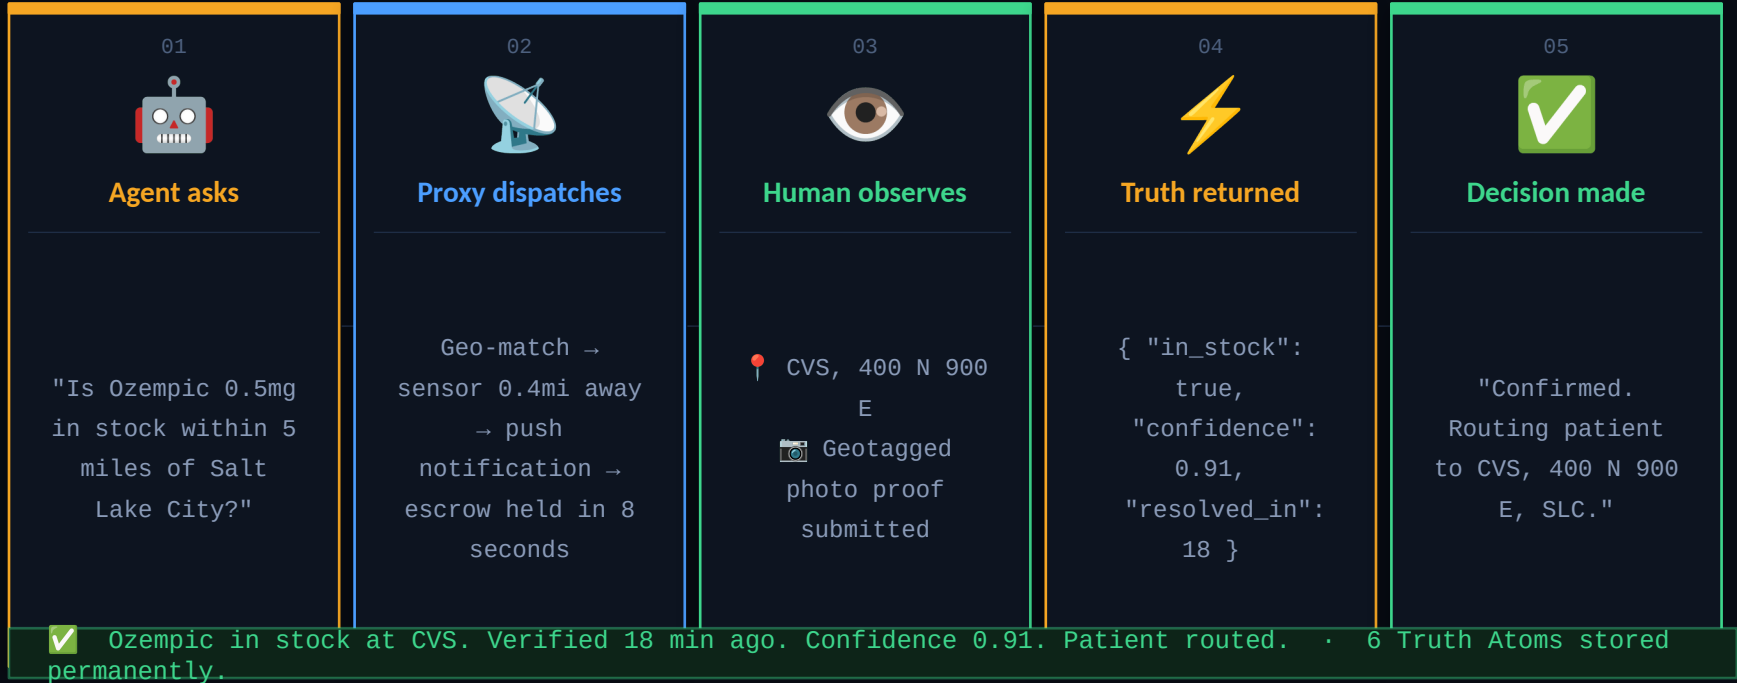 01
Agent asks
"Is Ozempic 0.5mg
in stock within 5
miles of Salt
Lake City?"
02
Proxy dispatches
Geo-match →
sensor 0.4mi away
→ push
notification →
escrow held in 8
seconds
03
Human observes
📍 CVS, 400 N 900
E
📷 Geotagged
photo proof
submitted
04
Truth returned
{ "in_stock":
true,
"confidence":
0.91,
"resolved_in":
18 }
05
Decision made
"Confirmed.
Routing patient
to CVS, 400 N 900
E, SLC."
✅ Ozempic in stock at CVS. Verified 18 min ago. Confidence 0.91. Patient routed. · 6 Truth Atoms stored
permanently.